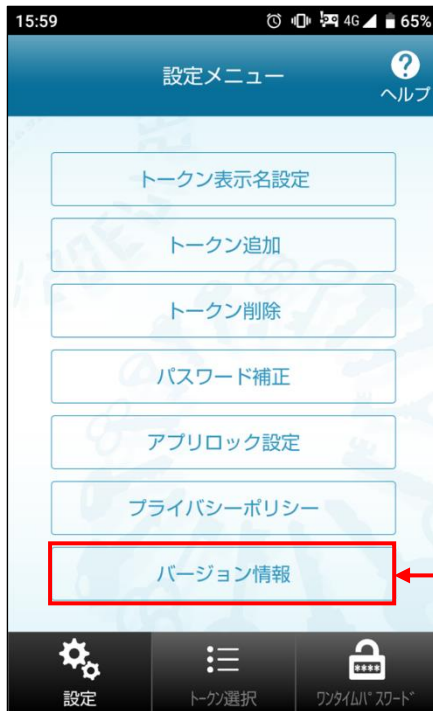 15:59 4G 65%
設定メニュー
?
ヘルプ
トークン表示名設定
トークン追加
トークン削除
パスワード補正
アプリロック設定
プライバシーポリシー
バージョン情報
****
設定 トークン選択 ワンタイムパスワード